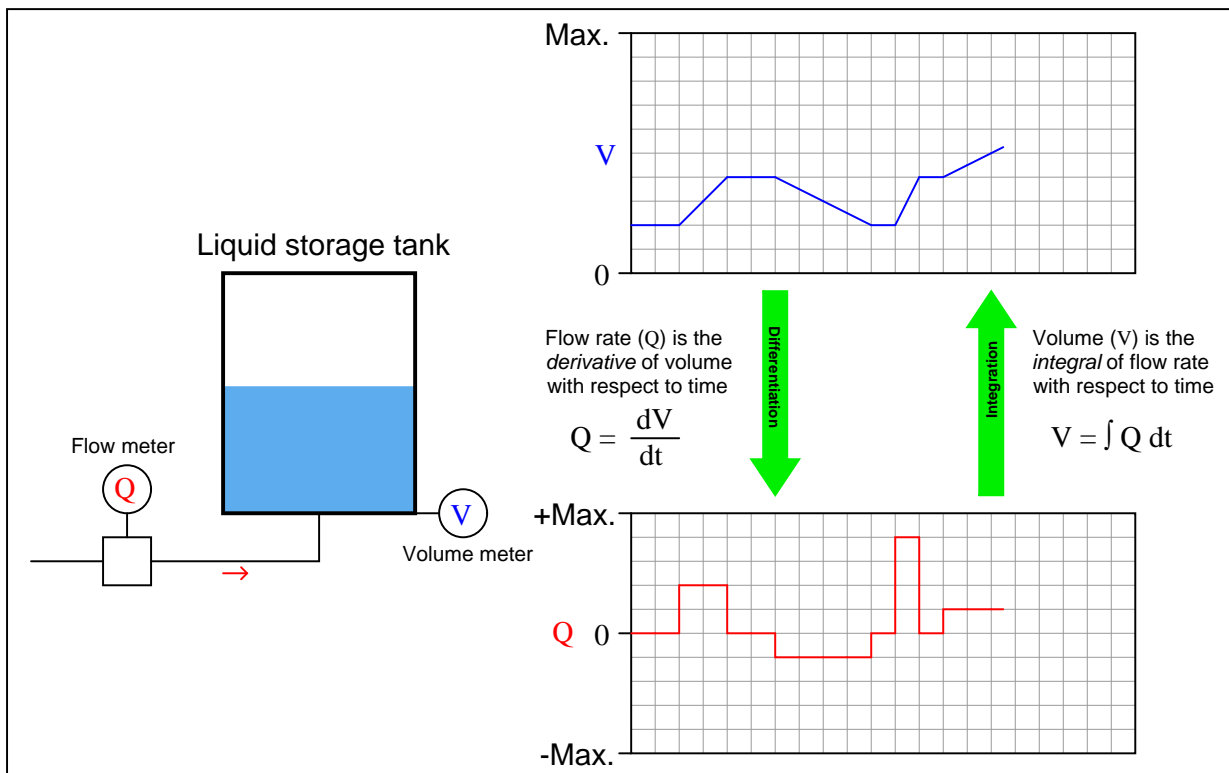 Max.
V
0
Liquid storage tank
Flow meter
Q
V
Volume meter
Flow rate (Q) is the
derivative of volume
with respect to time
Q = dV
dt
Differentiation
Integration
Volume (V) is the
integral of flow rate
with respect to time
V = ∫ Q dt
+Max.
Q 0
-Max.